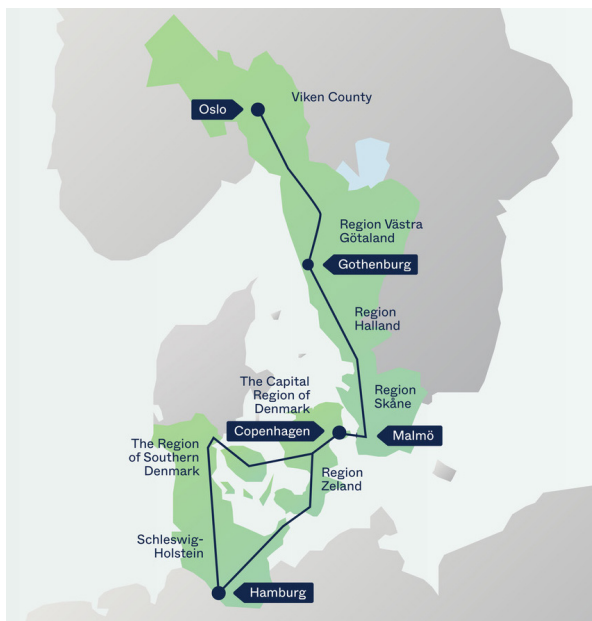 Viken County
Oslo
Region Västra
Götaland
Gothenburg
Region
Halland
The Capital
Region of
Denmark
Region
Skåne
Copenhagen
Malmö
The Region
of Southern
Denmark
Region
Zeland
Schleswig-
Holstein
Hamburg